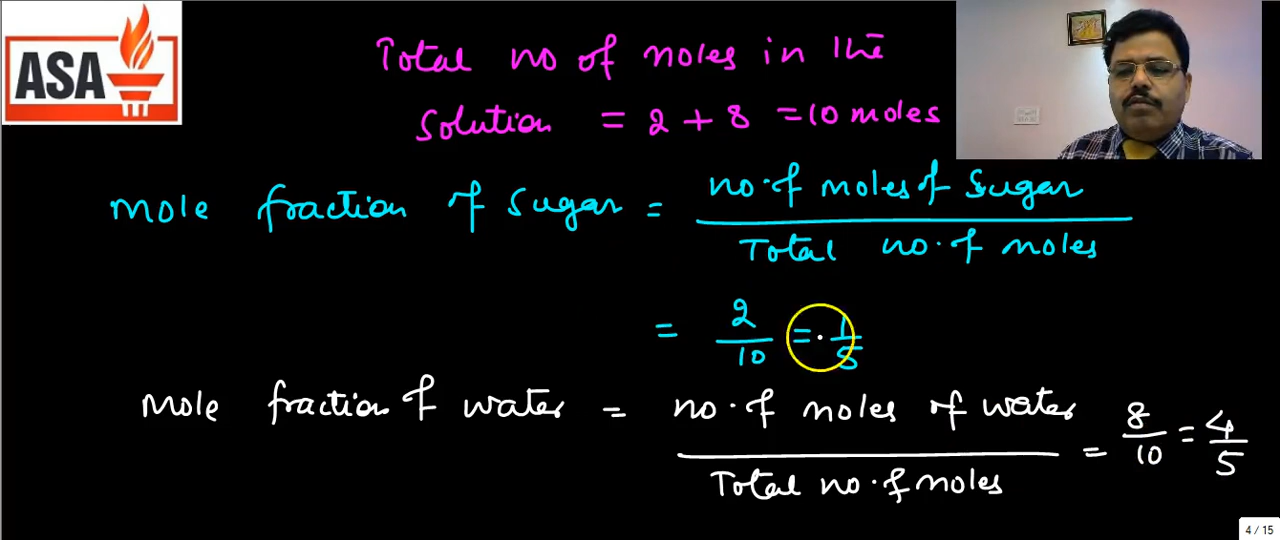 ASA
Total no of moles in the
Solution = 2 + 8 = 10 moles
Mole fraction of Sugar = no. of moles of Sugar / Total no. of moles
= 2/10 = 1/5
Mole fraction of water = no. of moles of water / Total no. of moles = 8/10 = 4/5
4 / 15